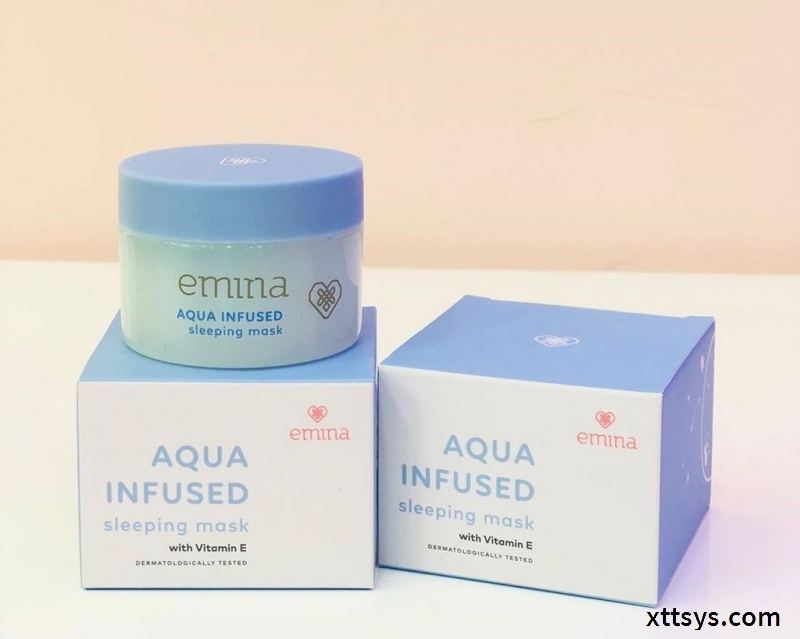 emina
AQUA INFUSED
sleeping mask
emina
AQUA
INFUSED
sleeping mask
with Vitamin E
DERMATOLOGICALLY TESTED
emina
AQUA
INFUSED
sleeping mask
with Vitamin E
DERMATOLOGICALLY TESTED
xttsys.com